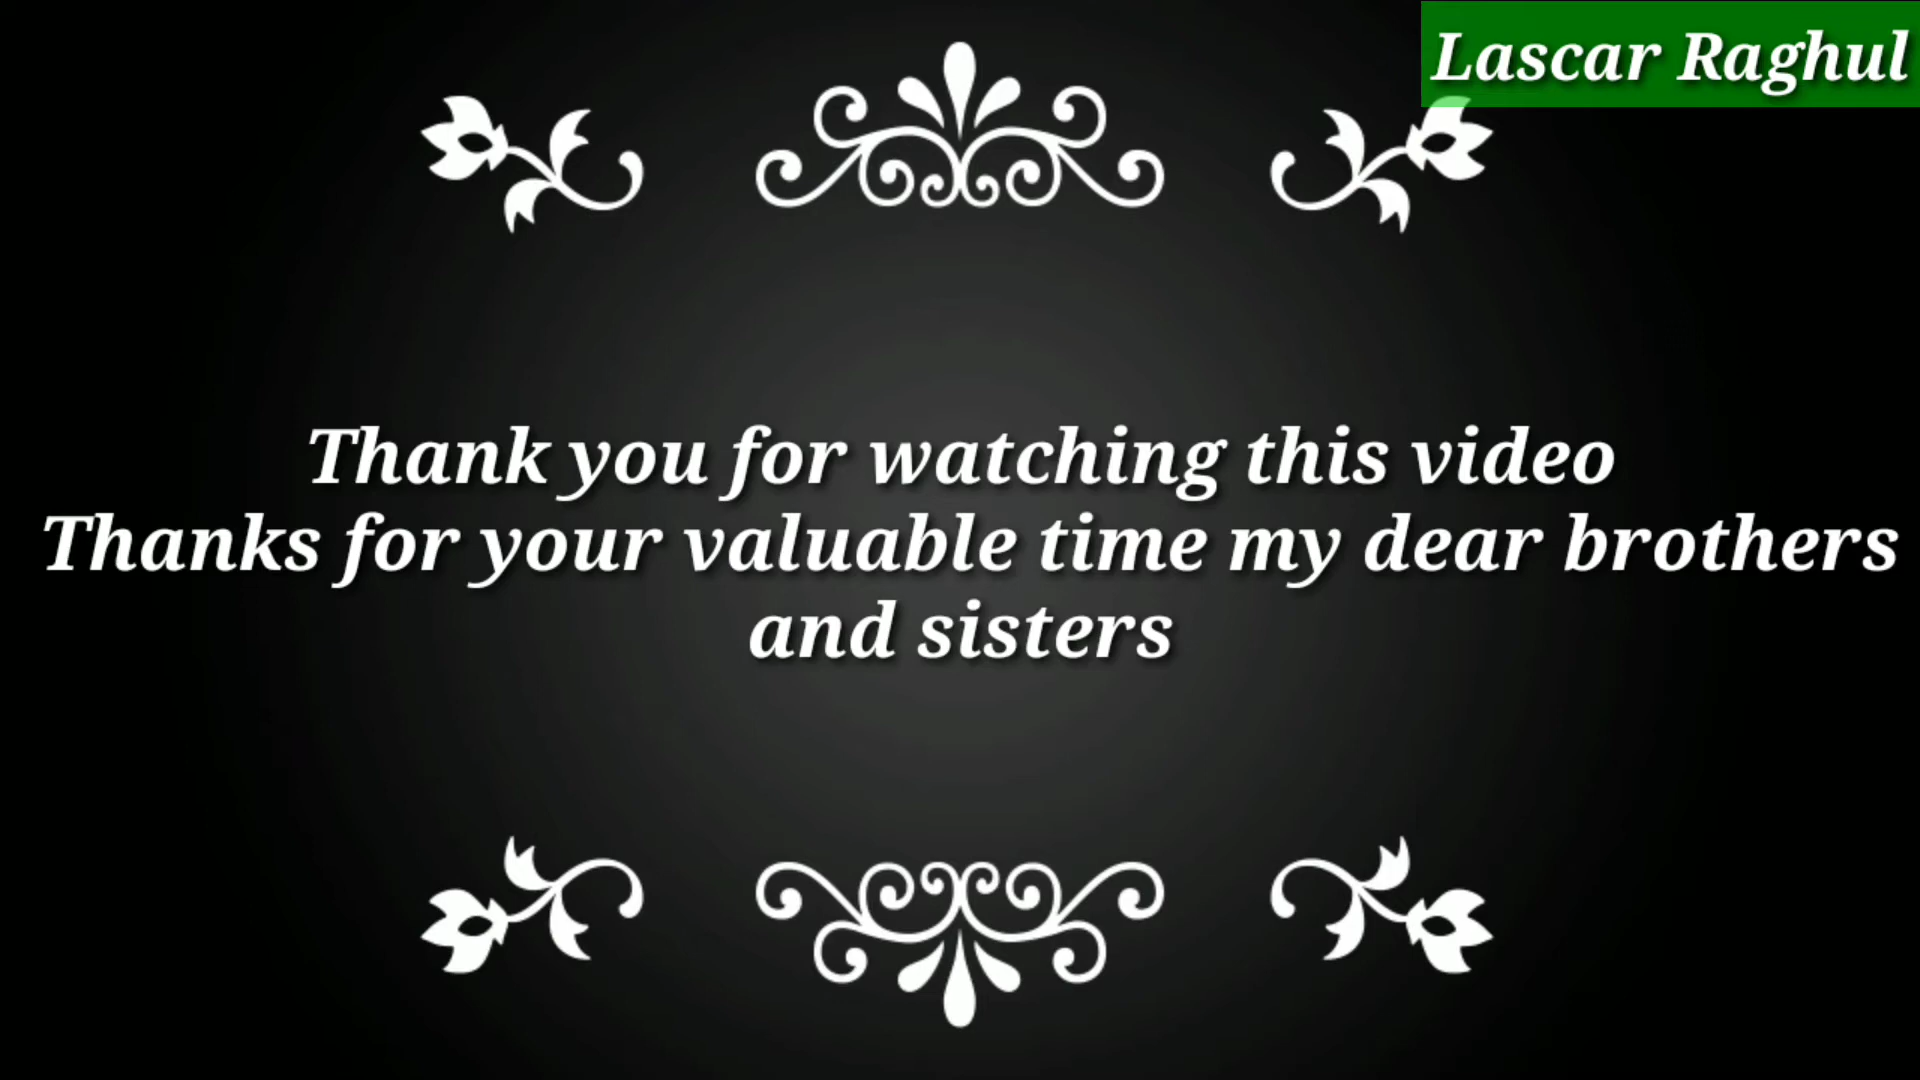 Lascar Raghul
Thank you for watching this video
Thanks for your valuable time my dear brothers
and sisters